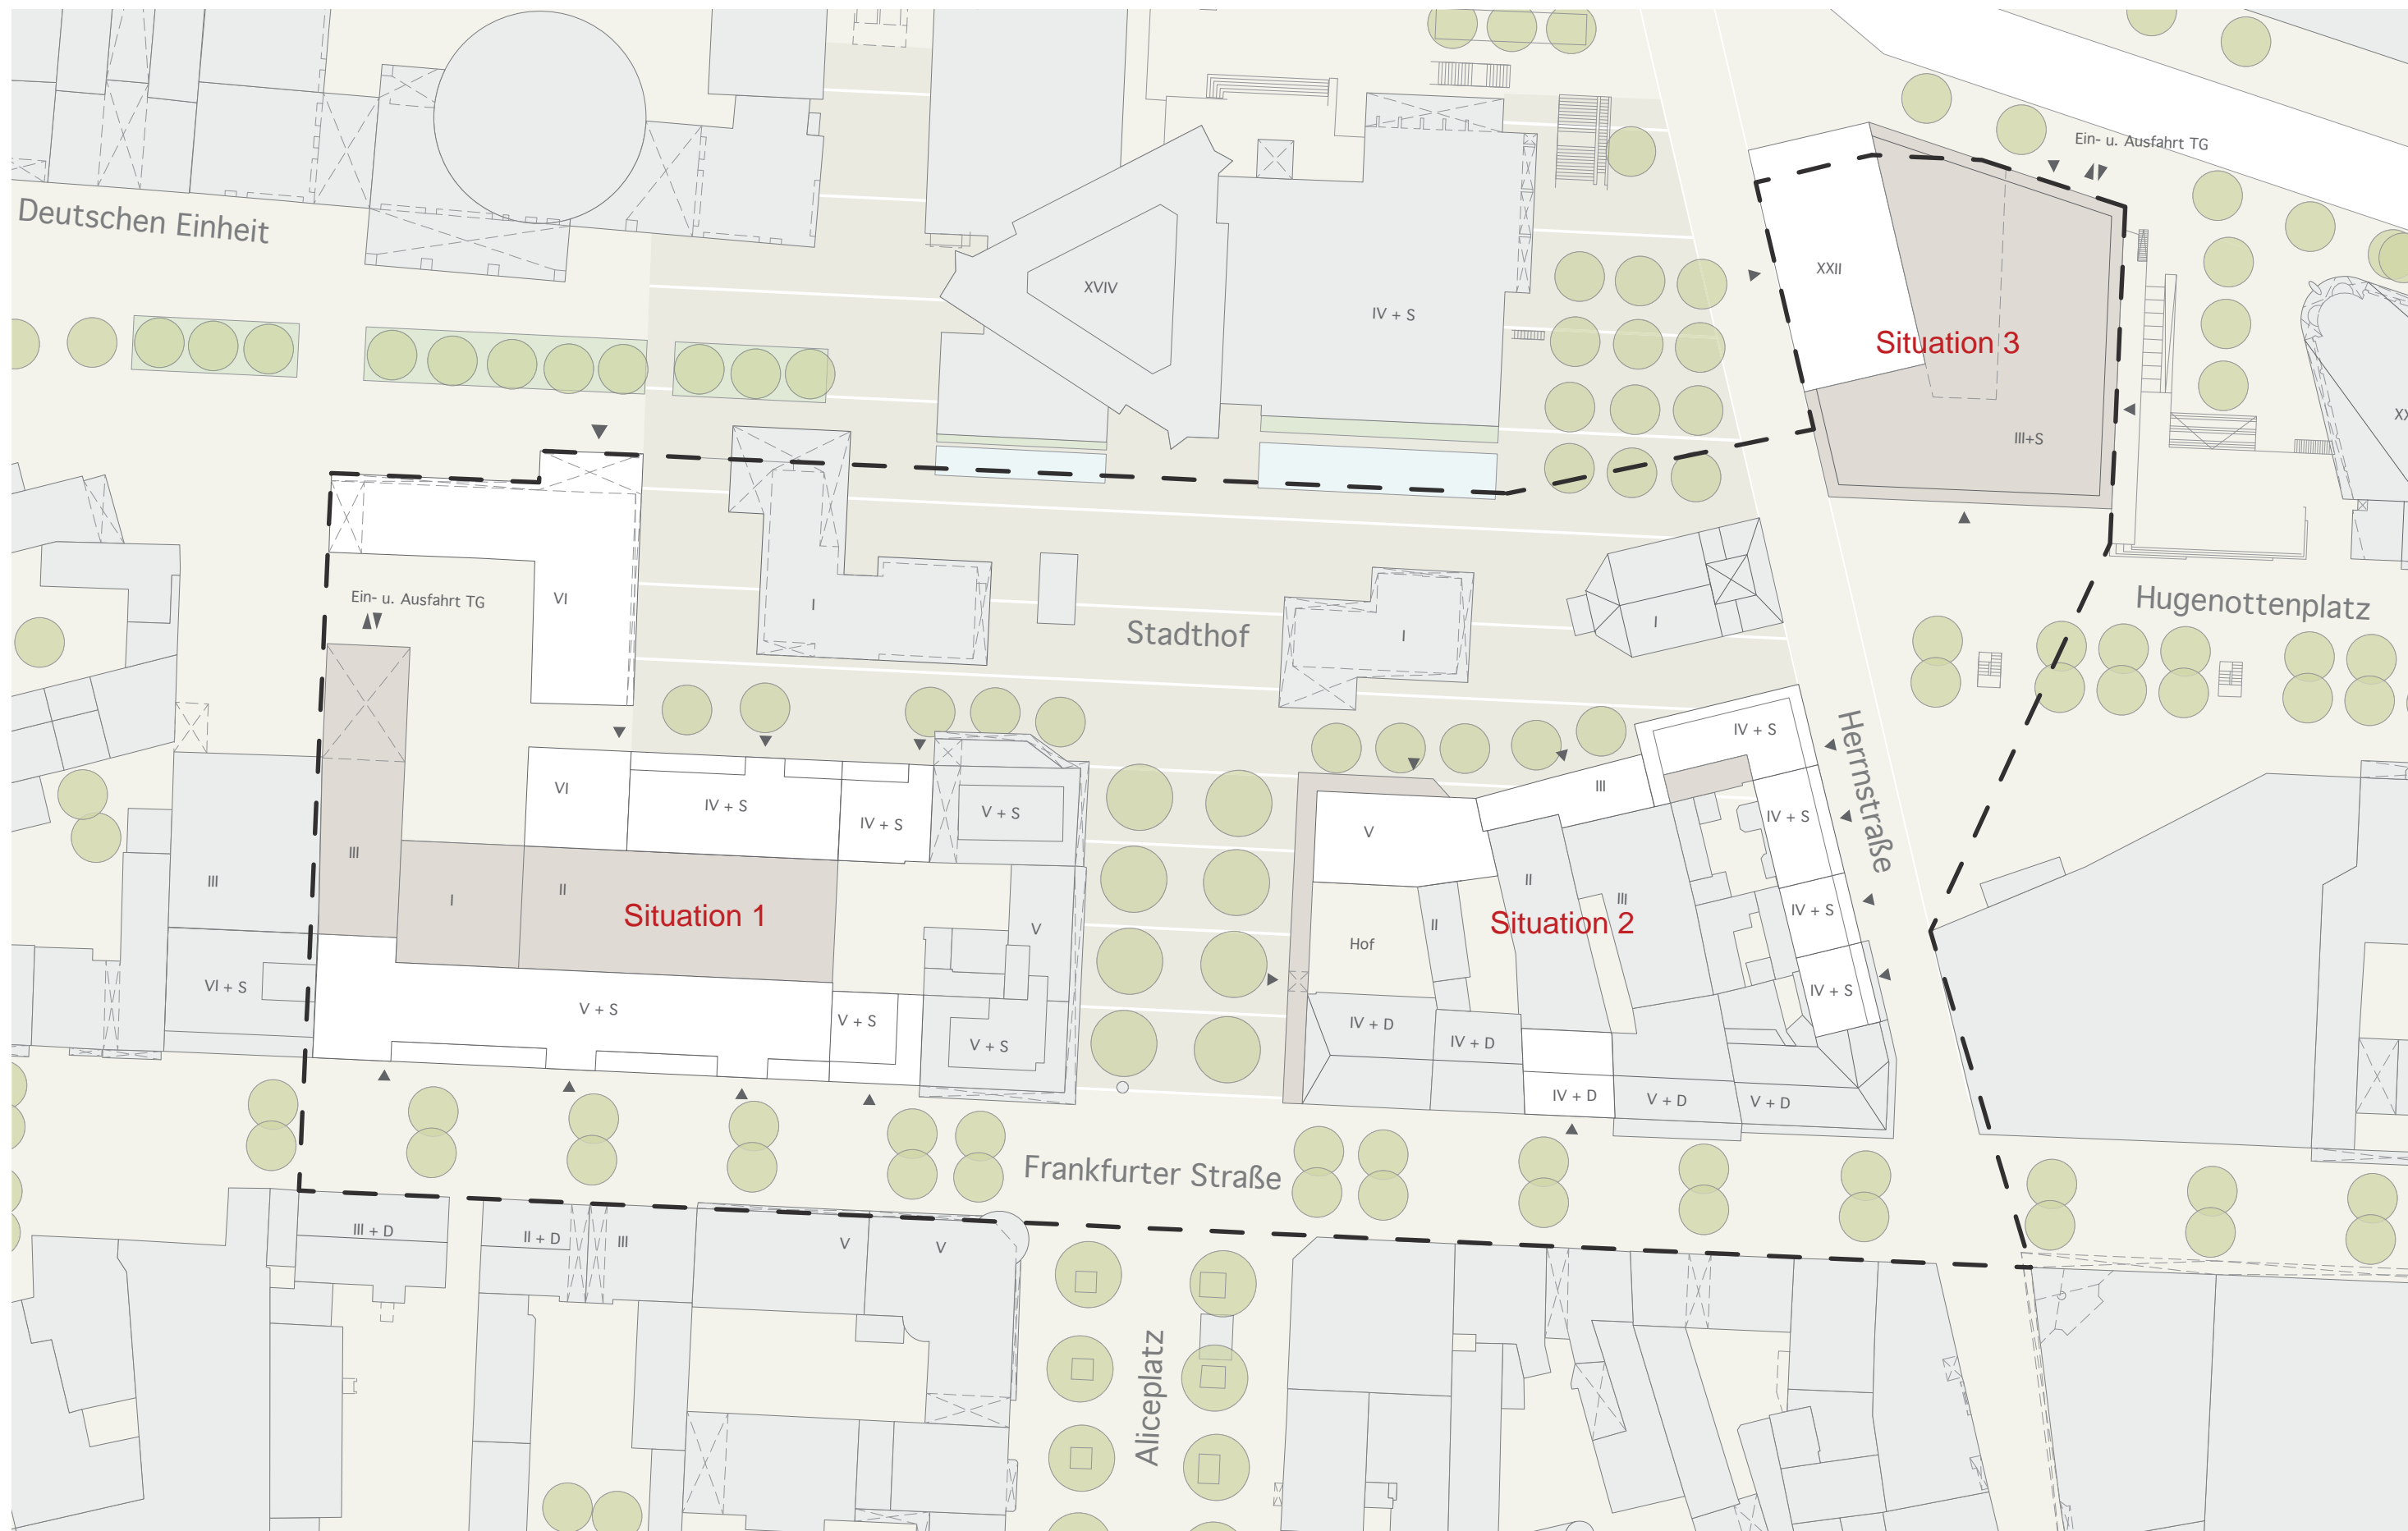 Ein- u. Ausfahrt TG
Deutschen Einheit
XXII
XVIV
IV + S
Situation 3
III+S
Ein- u. Ausfahrt TG
VI
I
Stadthof
I
I
Hugenottenplatz
Herrnstraße
IV + S
VI
IV + S
IV + S
V + S
III
V
IV + S
III
III
I
II
Situation 1
V
Hof
II
II
Situation 2
III
IV + S
VI + S
V + S
V + S
V + S
IV + D
IV + D
IV + D
V + D
V + D
IV + S
Frankfurter Straße
III + D
II + D
III
V
V
Aliceplatz